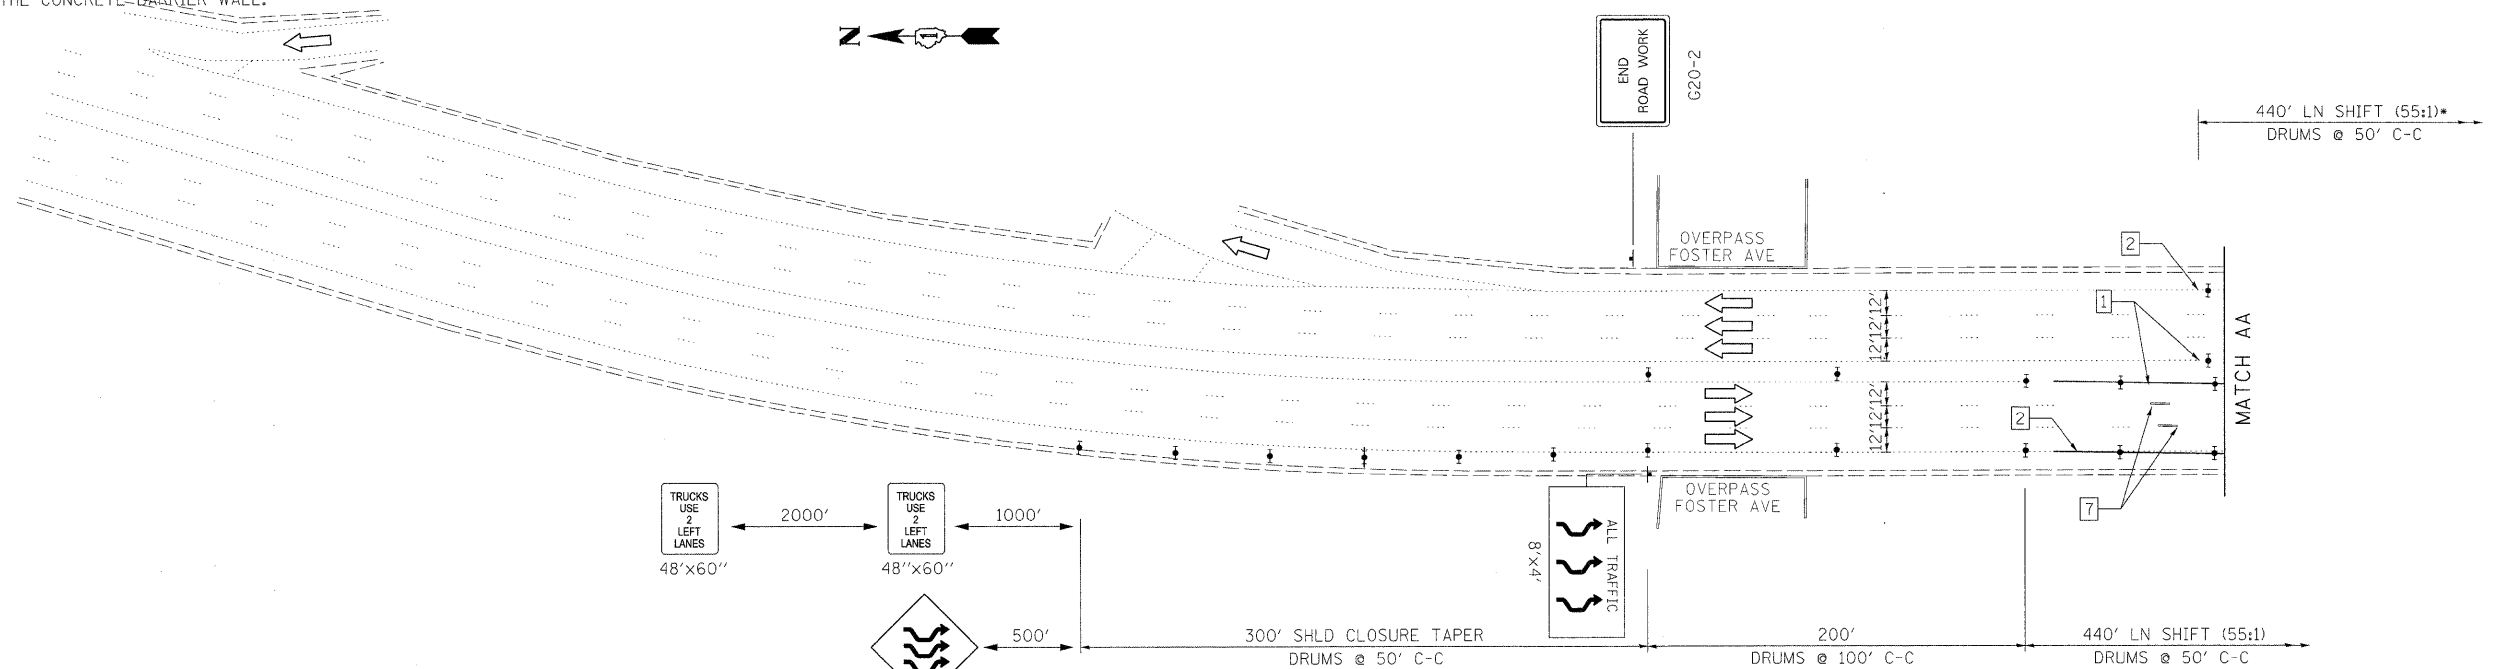 THE CONCRETE BARRIER WALL.
N
END
ROAD WORK
G20-2
440' LN SHIFT (55:1)*
DRUMS @ 50' C-C
OVERPASS
FOSTER AVE
2
1
12'12'12'
MATCH AA
12'12'12'
2
7
OVERPASS
FOSTER AVE
TRUCKS
USE
2
LEFT
LANES
48'x60''
2000'
TRUCKS
USE
2
LEFT
LANES
48''x60''
1000'
ALL TRAFFIC
8'x4'
500'
300' SHLD CLOSURE TAPER
DRUMS @ 50' C-C
200'
DRUMS @ 100' C-C
440' LN SHIFT (55:1)
DRUMS @ 50' C-C